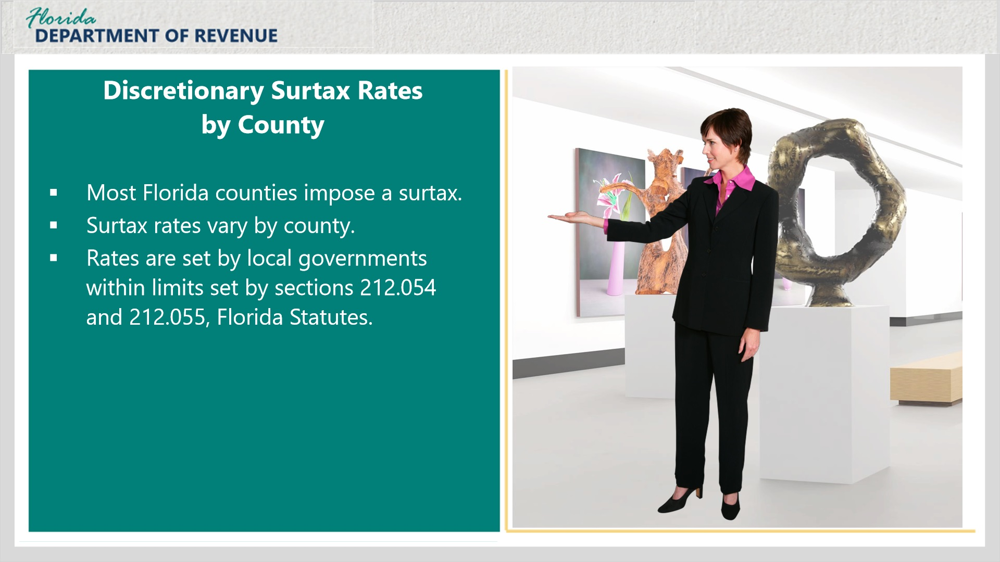 Florida
DEPARTMENT OF REVENUE
Discretionary Surtax Rates
by County
▪ Most Florida counties impose a surtax.
▪ Surtax rates vary by county.
▪ Rates are set by local governments
within limits set by sections 212.054
and 212.055, Florida Statutes.